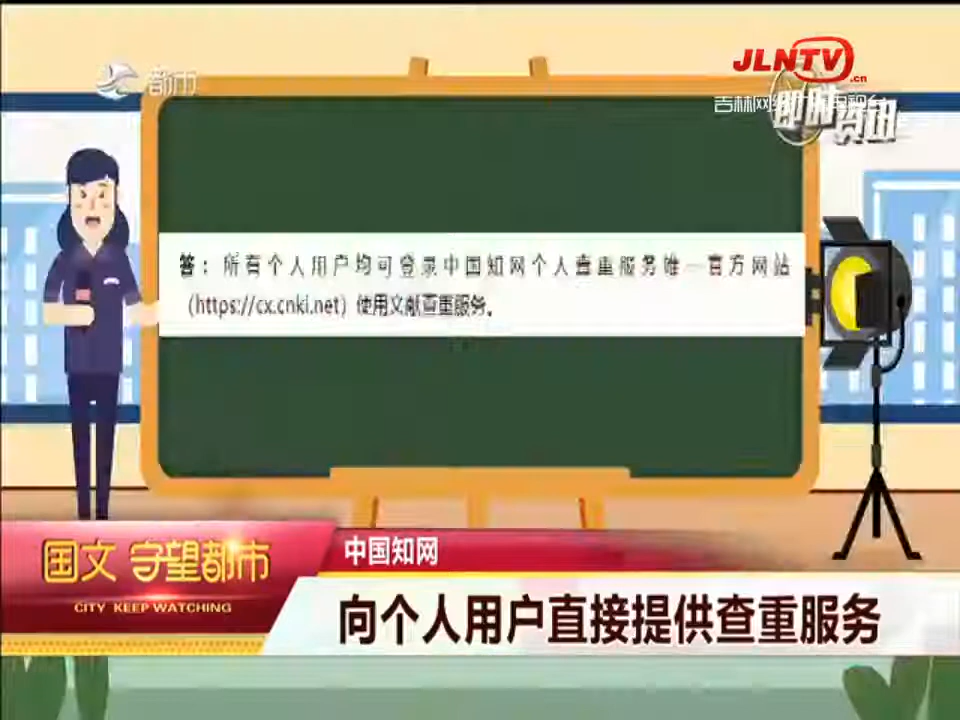 JLNTV.cn
都市
吉林网络广播电视台
即时资讯
答：所有个人用户均可登录中国知网个人查重服务唯一官方网站
（https://cx.cnki.net）使用文献查重服务。
中国知网
国文 守望都市
CITY KEEP WATCHING
向个人用户直接提供查重服务